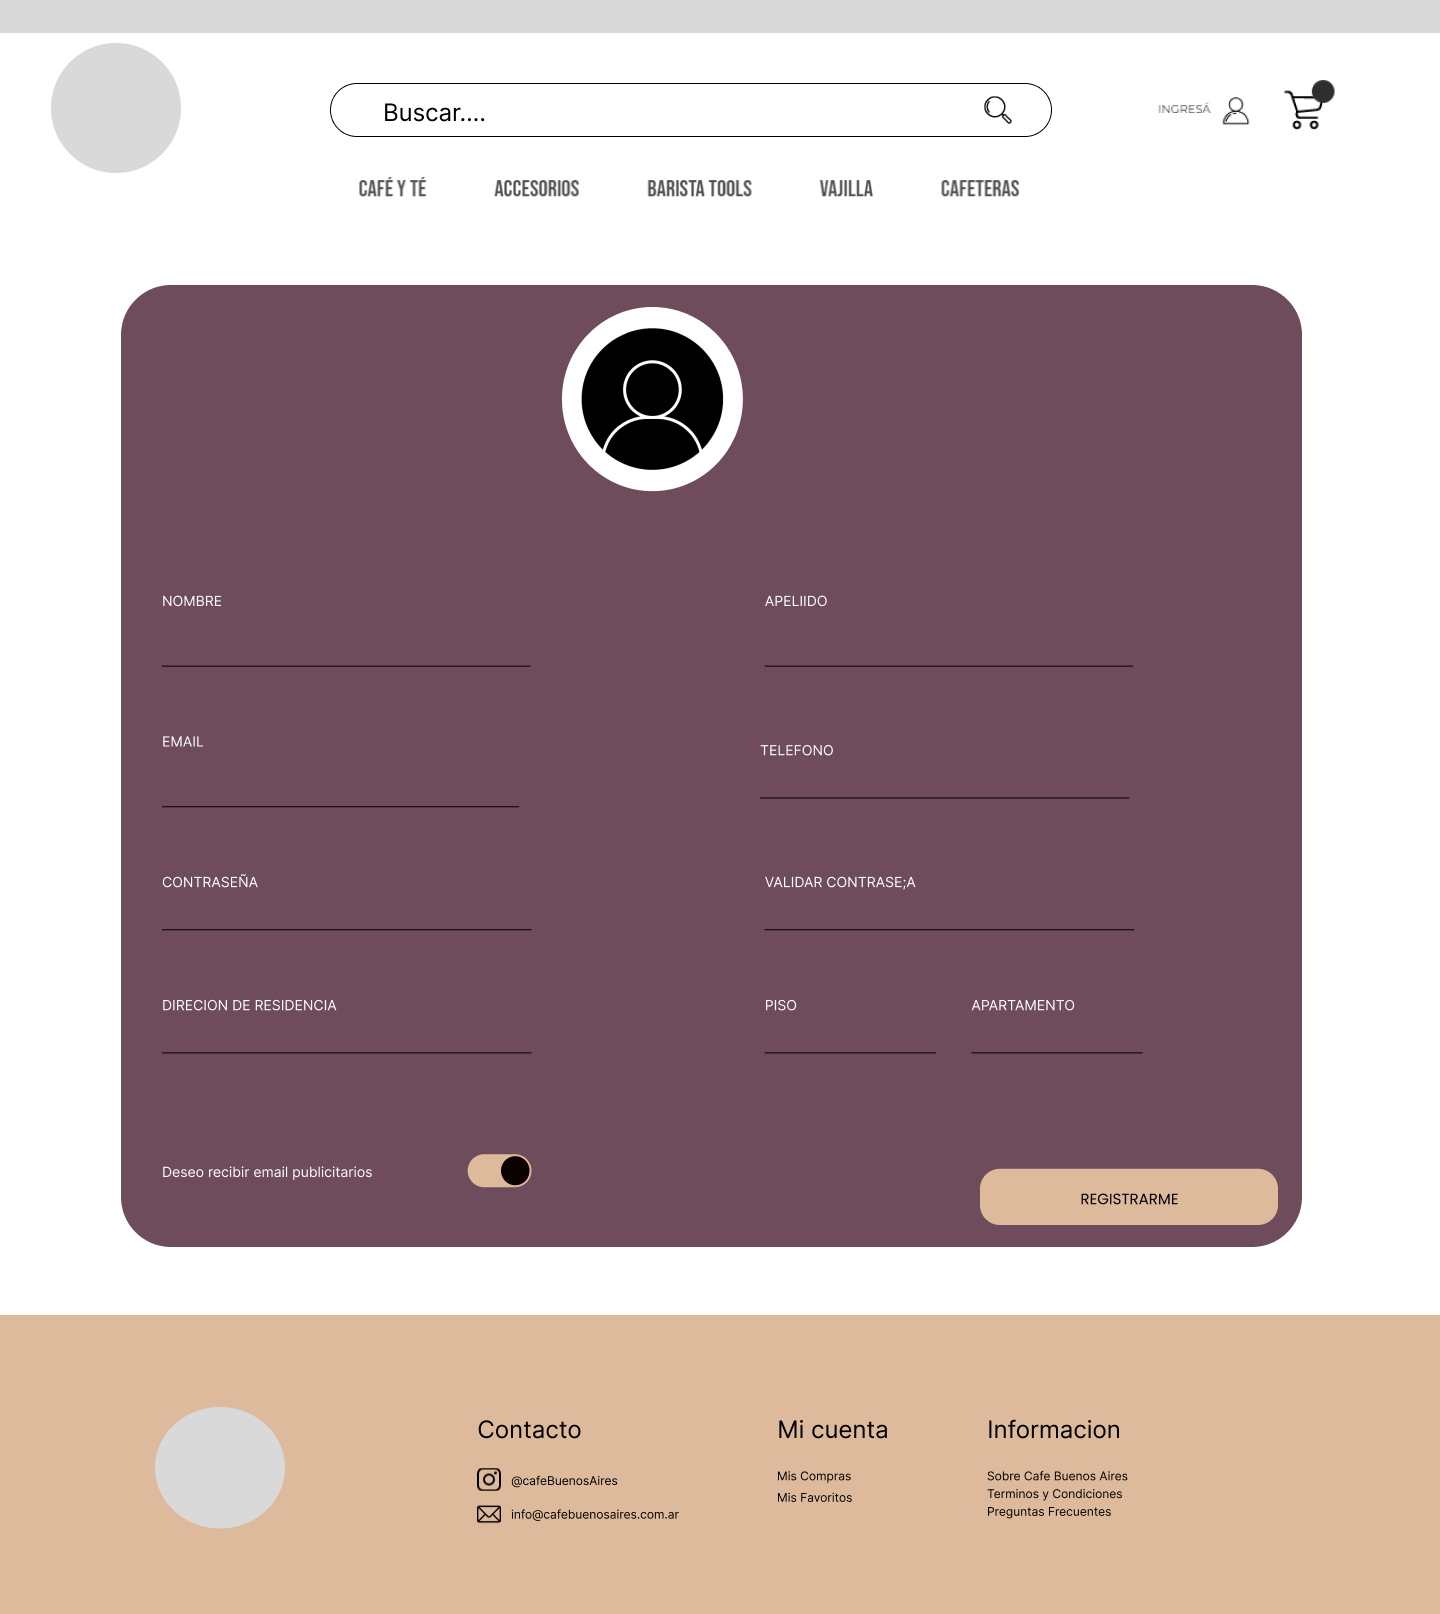 Buscar....
INGRESÁ
CAFÉ Y TÉ
ACCESORIOS
BARISTA TOOLS
VAJILLA
CAFETERAS
NOMBRE
APELIIDO
EMAIL
TELEFONO
CONTRASEÑA
VALIDAR CONTRASE;A
DIRECION DE RESIDENCIA
PISO
APARTAMENTO
Deseo recibir email publicitarios
REGISTRARME
Contacto
@cafeBuenosAires
info@cafebuenosaires.com.ar
Mi cuenta
Mis Compras
Mis Favoritos
Informacion
Sobre Cafe Buenos Aires
Terminos y Condiciones
Preguntas Frecuentes